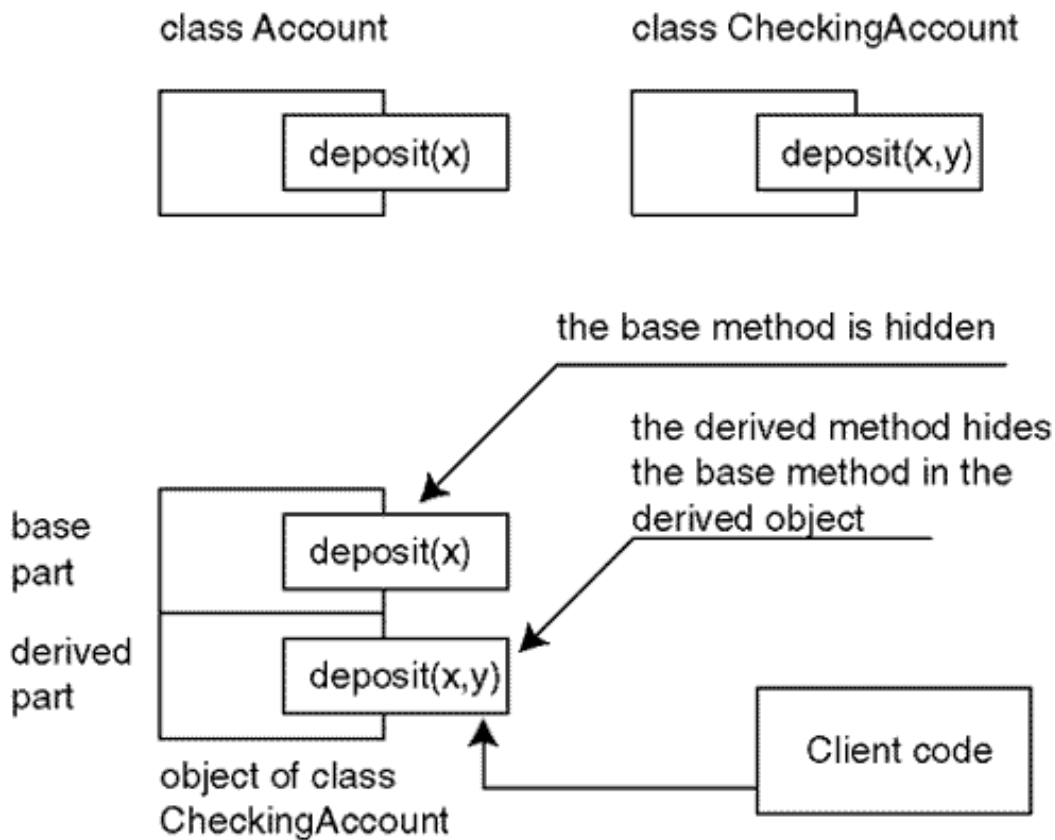 class Account
class CheckingAccount
deposit(x)
deposit(x,y)
the base method is hidden
the derived method hides
the base method in the
derived object
base
part
deposit(x)
derived
part
deposit(x,y)
Client code
object of class
CheckingAccount